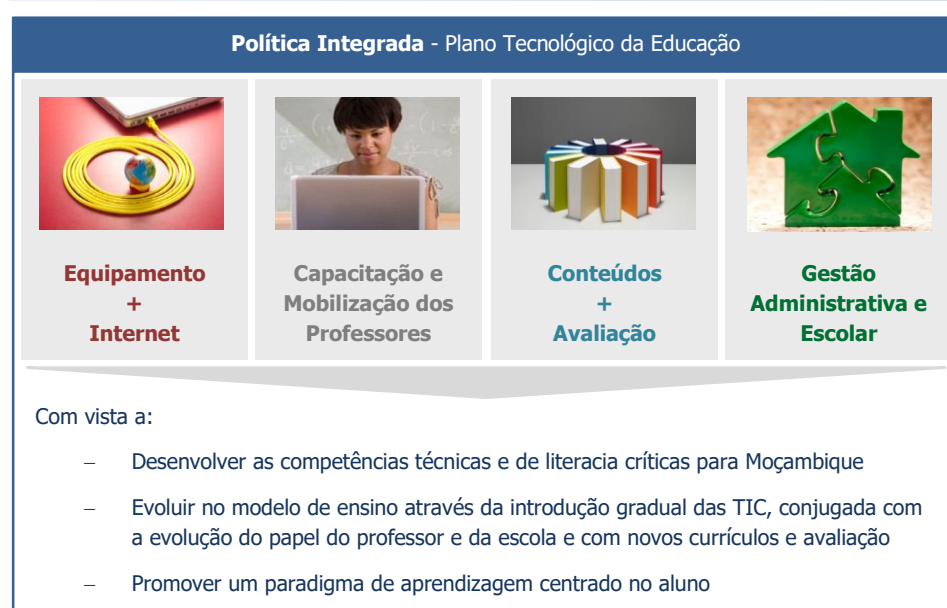 Política Integrada - Plano Tecnológico da Educação
Equipamento
+
Internet
Capacitação e
Mobilização dos
Professores
Conteúdos
+
Avaliação
Gestão
Administrativa e
Escolar
Com vista a:
– Desenvolver as competências técnicas e de literacia críticas para Moçambique
– Evoluir no modelo de ensino através da introdução gradual das TIC, conjugada com
a evolução do papel do professor e da escola e com novos currículos e avaliação
– Promover um paradigma de aprendizagem centrado no aluno